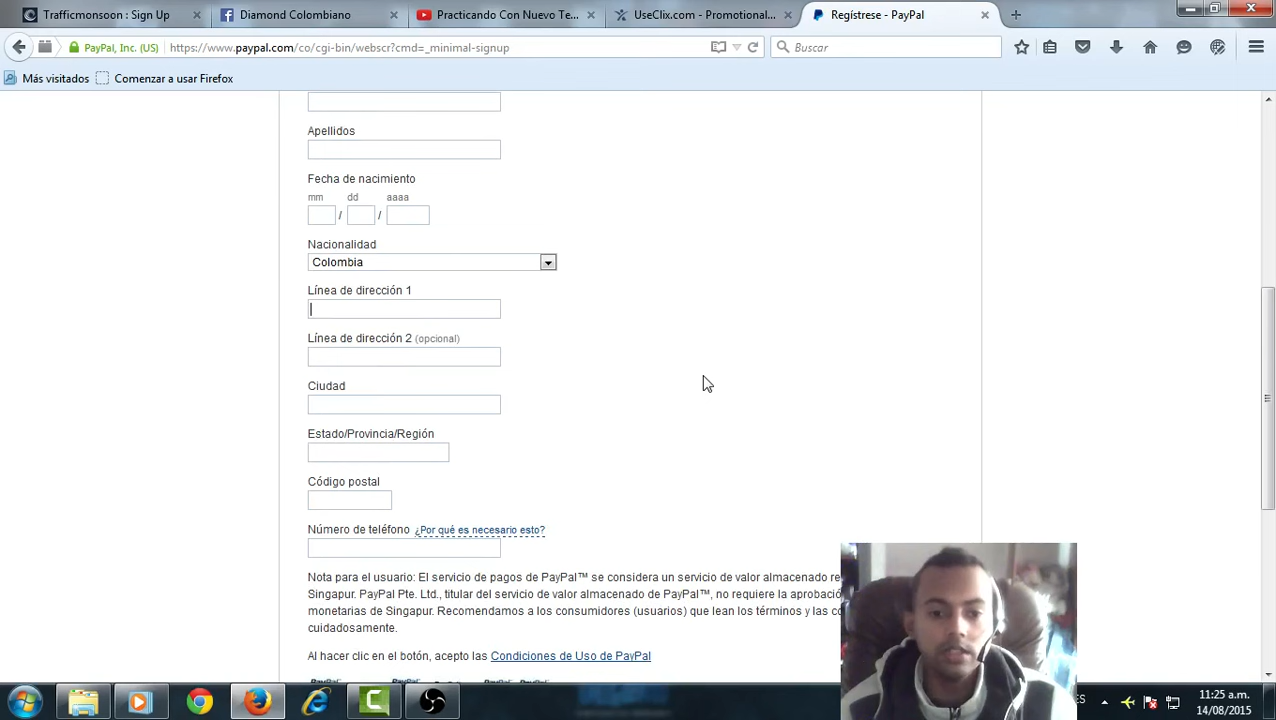 Trafficmsooh : Sign Up
Diamond Colombiano
Practicando Con Nuevo Te...
UseClix.com - Promotional...
Regístrese - PayPal
PayPal, Inc. (US)
https://www.paypal.com/co/cgi-bin/webscr?cmd=_minimal-signup
Buscar
Más visitados
Comenzar a usar Firefox
Apellidos
Fecha de nacimiento
mm dd aaaa
/ /
Nacionalidad
Colombia
Línea de dirección 1
Línea de dirección 2 (opcional)
Ciudad
Estado/Provincia/Región
Código postal
Número de teléfono ¿Por qué es necesario esto?
Nota para el usuario: El servicio de pagos de PayPal™ se considera un servicio de valor almacenado
Singapur. PayPal Pte. Ltd., titular del servicio de valor almacenado de PayPal™, no requiere la aprobación
monetarias de Singapur. Recomendamos a los consumidores (usuarios) que lean los términos y las
cuidadosamente.
Al hacer clic en el botón, acepto las Condiciones de Uso de PayPal
ES
11:25 a.m.
14/08/2015